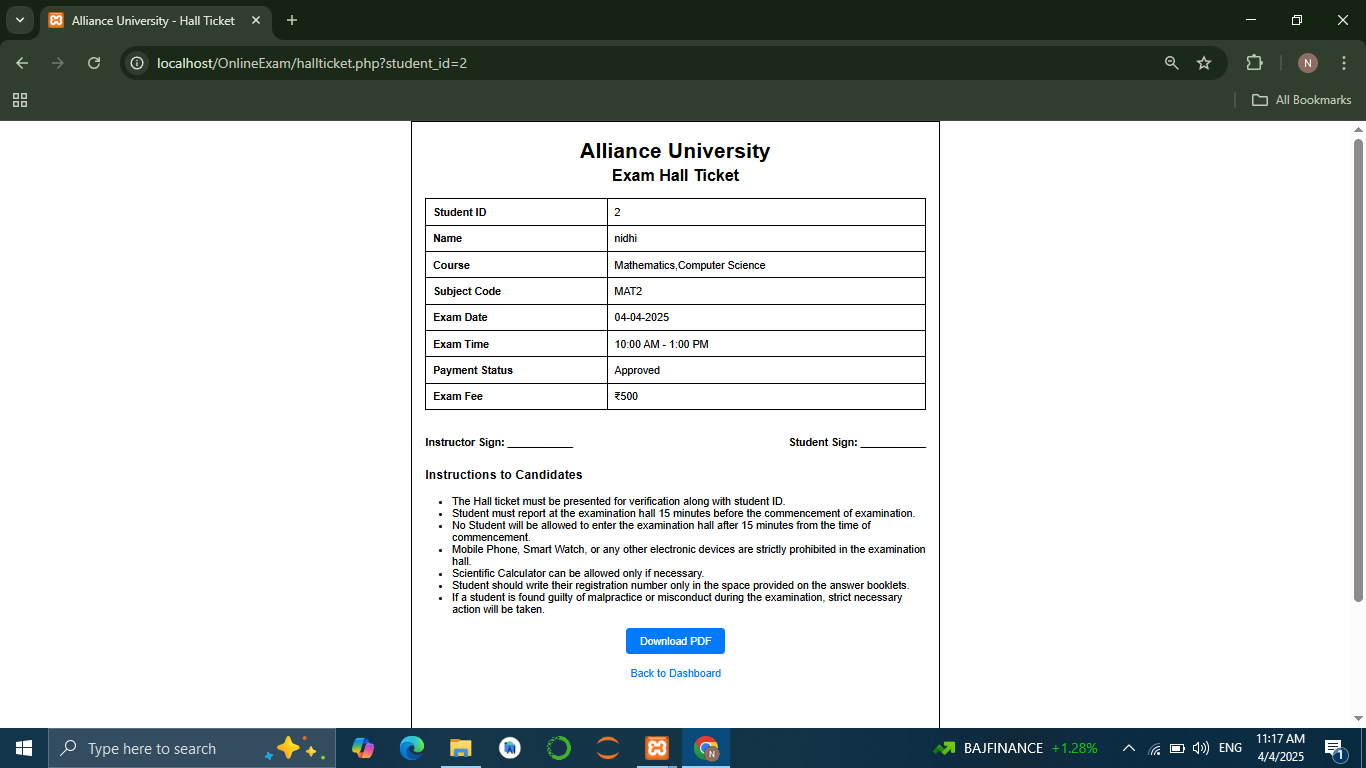 Alliance University - Hall Ticket
localhost/OnlineExam/hallticket.php?student_id=2
N
All Bookmarks
Alliance University
Exam Hall Ticket
Student ID 2
Name nidhi
Course Mathematics,Computer Science
Subject Code MAT2
Exam Date 04-04-2025
Exam Time 10:00 AM - 1:00 PM
Payment Status Approved
Exam Fee ₹500
Instructor Sign: ___________ Student Sign: ___________
Instructions to Candidates
• The Hall ticket must be presented for verification along with student ID.
• Student must report at the examination hall 15 minutes before the commencement of examination.
• No Student will be allowed to enter the examination hall after 15 minutes from the time of
commencement.
• Mobile Phone, Smart Watch, or any other electronic devices are strictly prohibited in the examination
hall.
• Scientific Calculator can be allowed only if necessary.
• Student should write their registration number only in the space provided on the answer booklets.
• If a student is found guilty of malpractice or misconduct during the examination, strict necessary
action will be taken.
Download PDF
Back to Dashboard
Type here to search
N
BAJFINANCE +1.28%
ENG
11:17 AM
4/4/2025
1